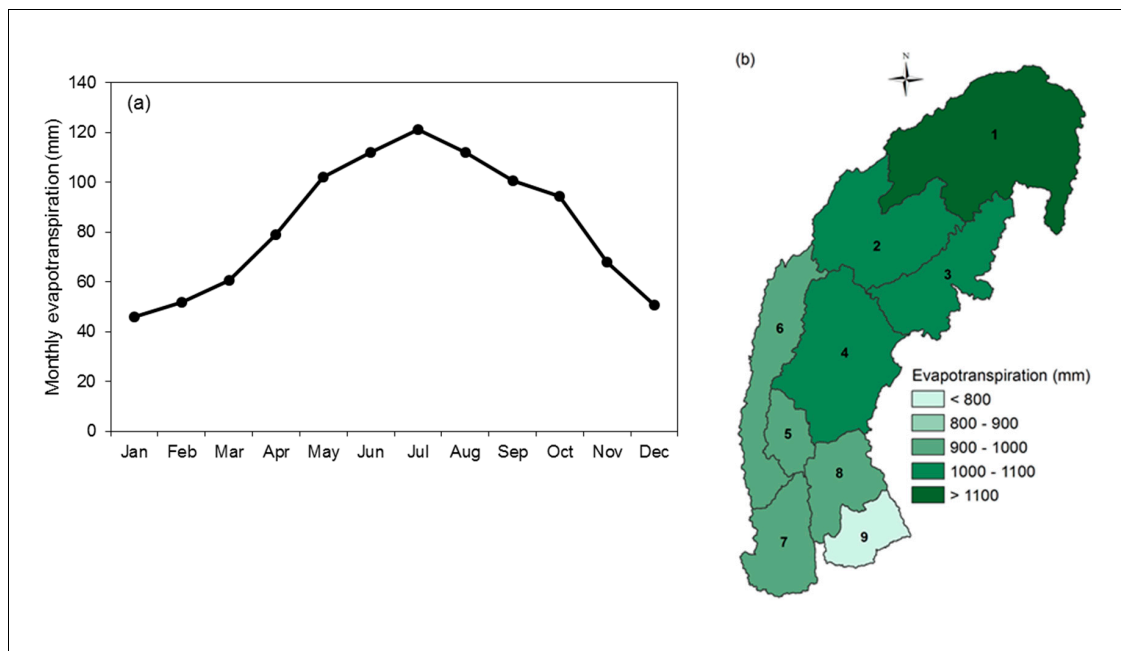 (a)
Monthly evapotranspiration (mm)
140
120
100
80
60
40
20
0
Jan Feb Mar Apr May Jun Jul Aug Sep Oct Nov Dec
(b)
N
1
2
3
6
4
5
8
7
9
Evapotranspiration (mm)
< 800
800 - 900
900 - 1000
1000 - 1100
> 1100